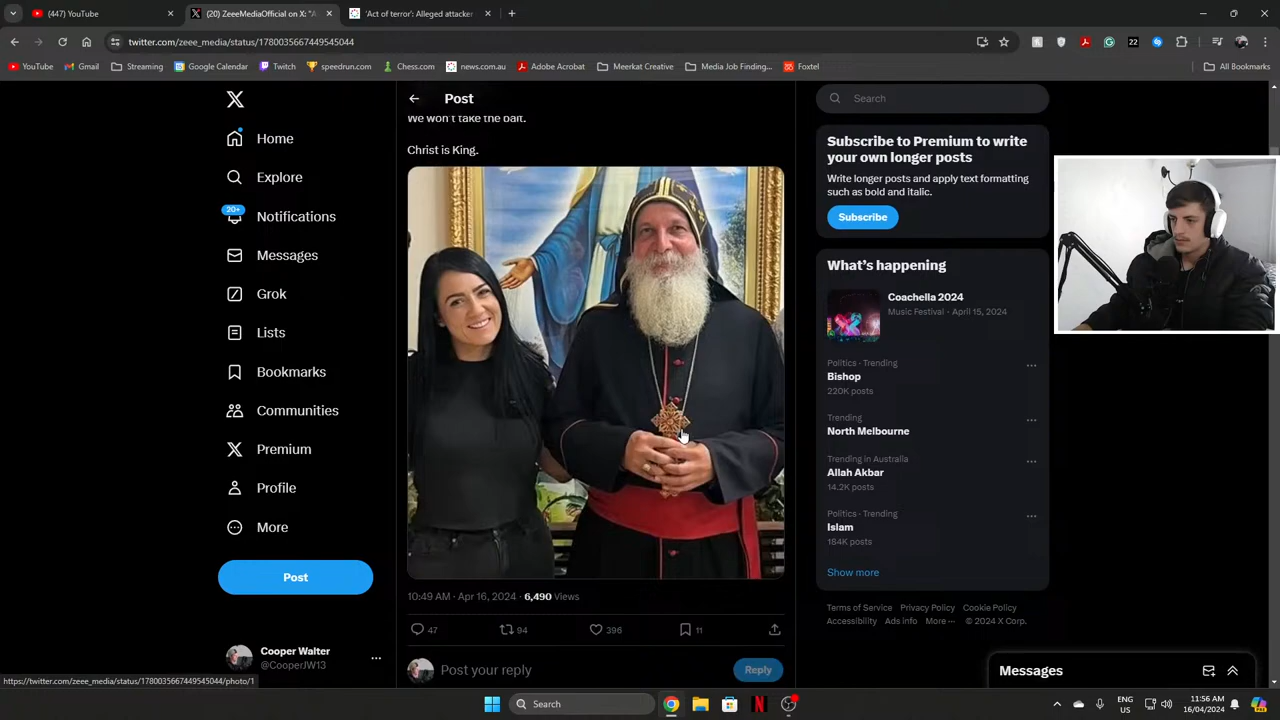 (447) YouTube
(20) ZeeeMediaOfficial on X: "A
'Act of terror': Alleged attacker
twitter.com/zeee_media/status/1780035667449545044
YouTube
Gmail
Streaming
Google Calendar
Twitch
speedrun.com
Chess.com
news.com.au
Adobe Acrobat
Meerkat Creative
Media Job Finding...
Foxtel
All Bookmarks
22
Home
Explore
20+
Notifications
Messages
Grok
Lists
Bookmarks
Communities
Premium
Profile
More
Post
Cooper Walter
@CooperJW13
Post
We won't take the bait.
Christ is King.
10:49 AM · Apr 16, 2024 · 6,490 Views
47
94
396
11
Post your reply
Reply
Search
Subscribe to Premium to write
your own longer posts
Write longer posts and apply text formatting
such as bold and italic.
Subscribe
What's happening
Coachella 2024
Music Festival · April 15, 2024
Politics · Trending
Bishop
220K posts
Trending
North Melbourne
Trending in Australia
Allah Akbar
14.2K posts
Politics · Trending
Islam
184K posts
Show more
Terms of Service
Privacy Policy
Cookie Policy
Accessibility
Ads info
More ···
© 2024 X Corp.
Messages
https://twitter.com/zeee_media/status/1780035667449545044/photo/1
Search
ENG
US
11:56 AM
16/04/2024